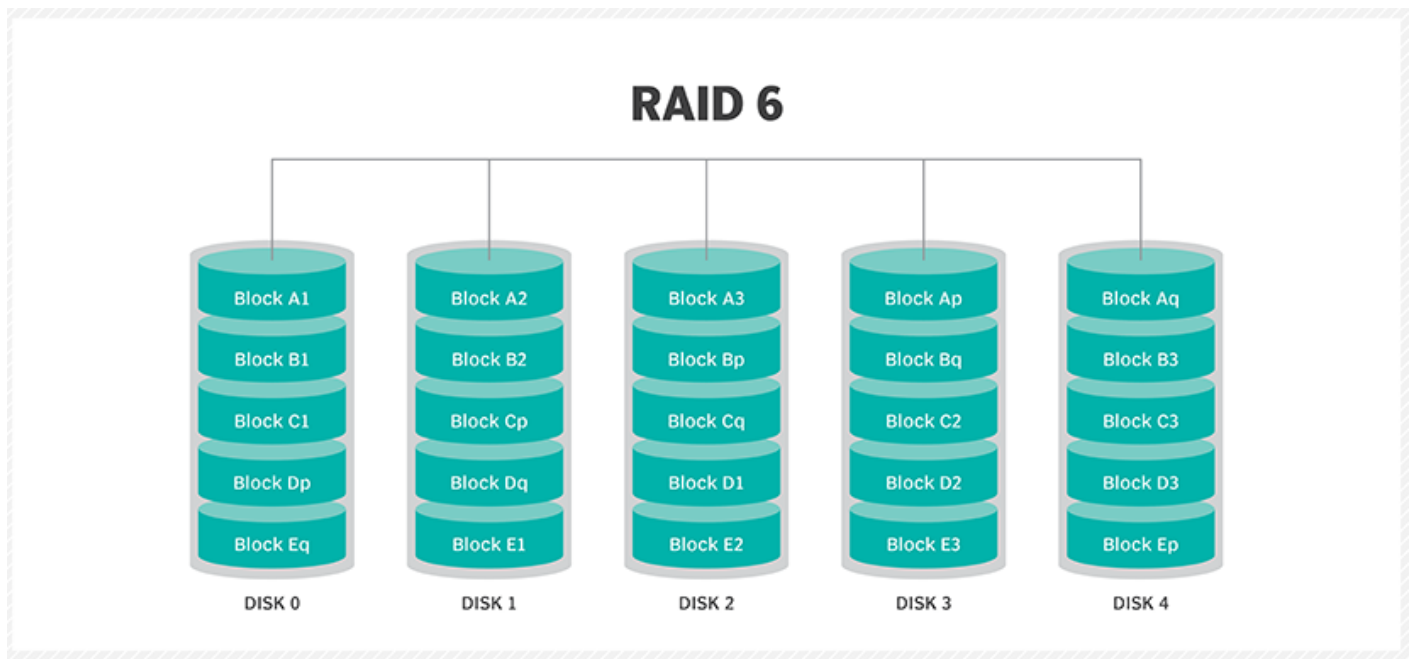 RAID 6
Block A1 Block A2 Block A3 Block Ap Block Aq
Block B1 Block B2 Block Bp Block Bq Block B3
Block C1 Block Cp Block Cq Block C2 Block C3
Block Dp Block Dq Block D1 Block D2 Block D3
Block Eq Block E1 Block E2 Block E3 Block Ep
DISK 0 DISK 1 DISK 2 DISK 3 DISK 4